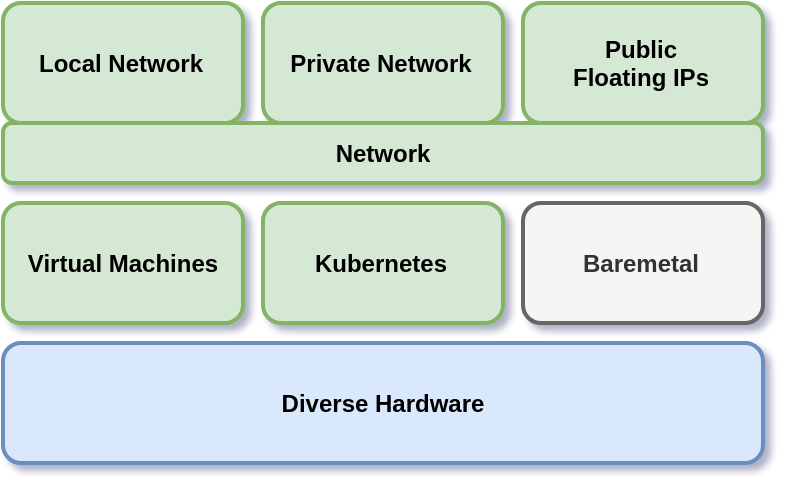 Local Network
Private Network
Public
Floating IPs
Network
Virtual Machines
Kubernetes
Baremetal
Diverse Hardware